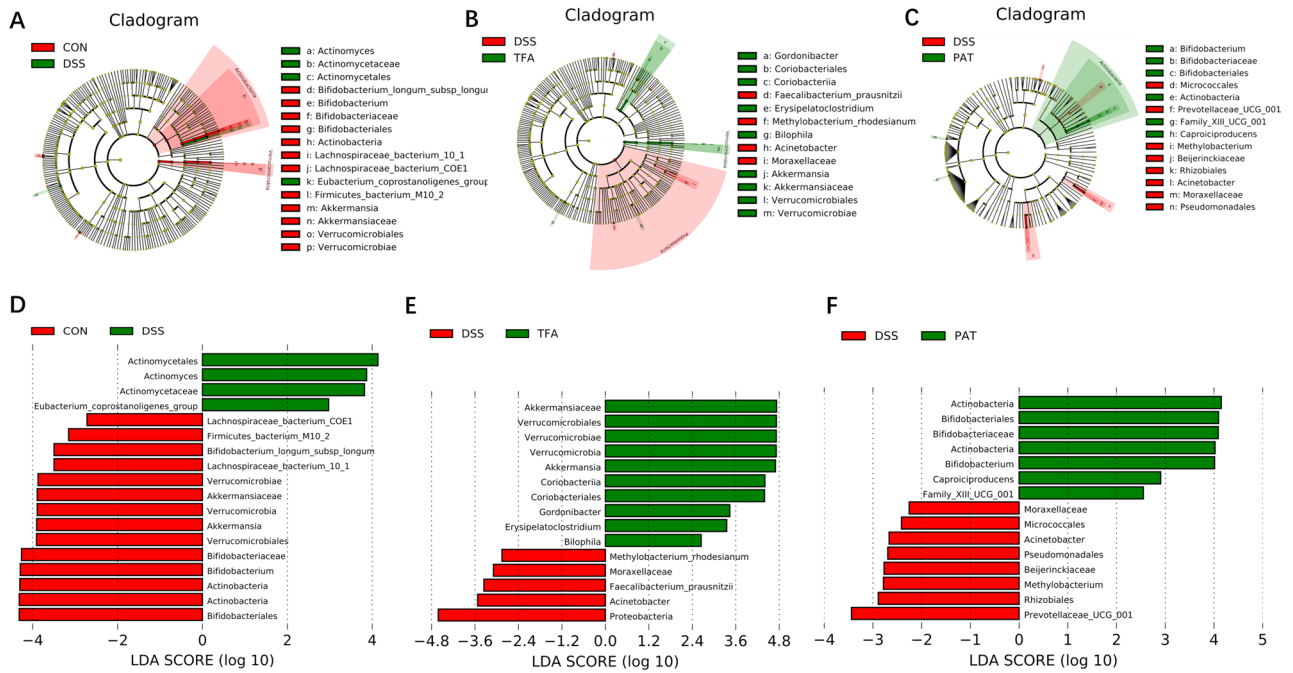 A
Cladogram
CON
DSS
Actinobacteria
Verrucomicrobia
a: Actinomyces
b: Actinomycetaceae
c: Actinomycetales
d: Bifidobacterium_longum_subsp_longu
e: Bifidobacterium
f: Bifidobacteriaceae
g: Bifidobacteriales
h: Actinobacteria
i: Lachnospiraceae_bacterium_10_1
j: Lachnospiraceae_bacterium_COE1
k: Eubacterium_coprostanoligenes_group
l: Firmicutes_bacterium_M10_2
m: Akkermansia
n: Akkermansiaceae
o: Verrucomicrobiales
p: Verrucomicrobiae
B
Cladogram
DSS
TFA
Verrucomicrobia
Proteobacteria
a: Gordonibacter
b: Coriobacteriales
c: Coriobacteriia
d: Faecalibacterium_prausnitzii
e: Erysipelatoclostridium
f: Methylobacterium_rhodesianum
g: Bilophila
h: Acinetobacter
i: Moraxellaceae
j: Akkermansia
k: Akkermansiaceae
l: Verrucomicrobiales
m: Verrucomicrobiae
C
Cladogram
DSS
PAT
Actinobacteria
a: Bifidobacterium
b: Bifidobacteriaceae
c: Bifidobacteriales
d: Micrococcales
e: Actinobacteria
f: Prevotellaceae_UCG_001
g: Family_XIII_UCG_001
h: Caproiciproducens
i: Methylobacterium
j: Beijerinckiaceae
k: Rhizobiales
l: Acinetobacter
m: Moraxellaceae
n: Pseudomonadales
D
CON
DSS
Actinomycetales
Actinomyces
Actinomycetaceae
Eubacterium_coprostanoligenes_group
Lachnospiraceae_bacterium_COE1
Firmicutes_bacterium_M10_2
Bifidobacterium_longum_subsp_longum
Lachnospiraceae_bacterium_10_1
Verrucomicrobiae
Akkermansiaceae
Verrucomicrobia
Akkermansia
Verrucomicrobiales
Bifidobacteriaceae
Bifidobacterium
Actinobacteria
Actinobacteria
Bifidobacteriales
−4 −2 0 2 4
LDA SCORE (log 10)
E
DSS
TFA
Akkermansiaceae
Verrucomicrobiales
Verrucomicrobiae
Verrucomicrobia
Akkermansia
Coriobacteriia
Coriobacteriales
Gordonibacter
Erysipelatoclostridium
Bilophila
Methylobacterium_rhodesianum
Moraxellaceae
Faecalibacterium_prausnitzii
Acinetobacter
Proteobacteria
−4.8 −3.6 −2.4 −1.2 0.0 1.2 2.4 3.6 4.8
LDA SCORE (log 10)
F
DSS
PAT
Actinobacteria
Bifidobacteriales
Bifidobacteriaceae
Actinobacteria
Bifidobacterium
Caproiciproducens
Family_XIII_UCG_001
Moraxellaceae
Micrococcales
Acinetobacter
Pseudomonadales
Beijerinckiaceae
Methylobacterium
Rhizobiales
Prevotellaceae_UCG_001
−4 −3 −2 −1 0 1 2 3 4 5
LDA SCORE (log 10)